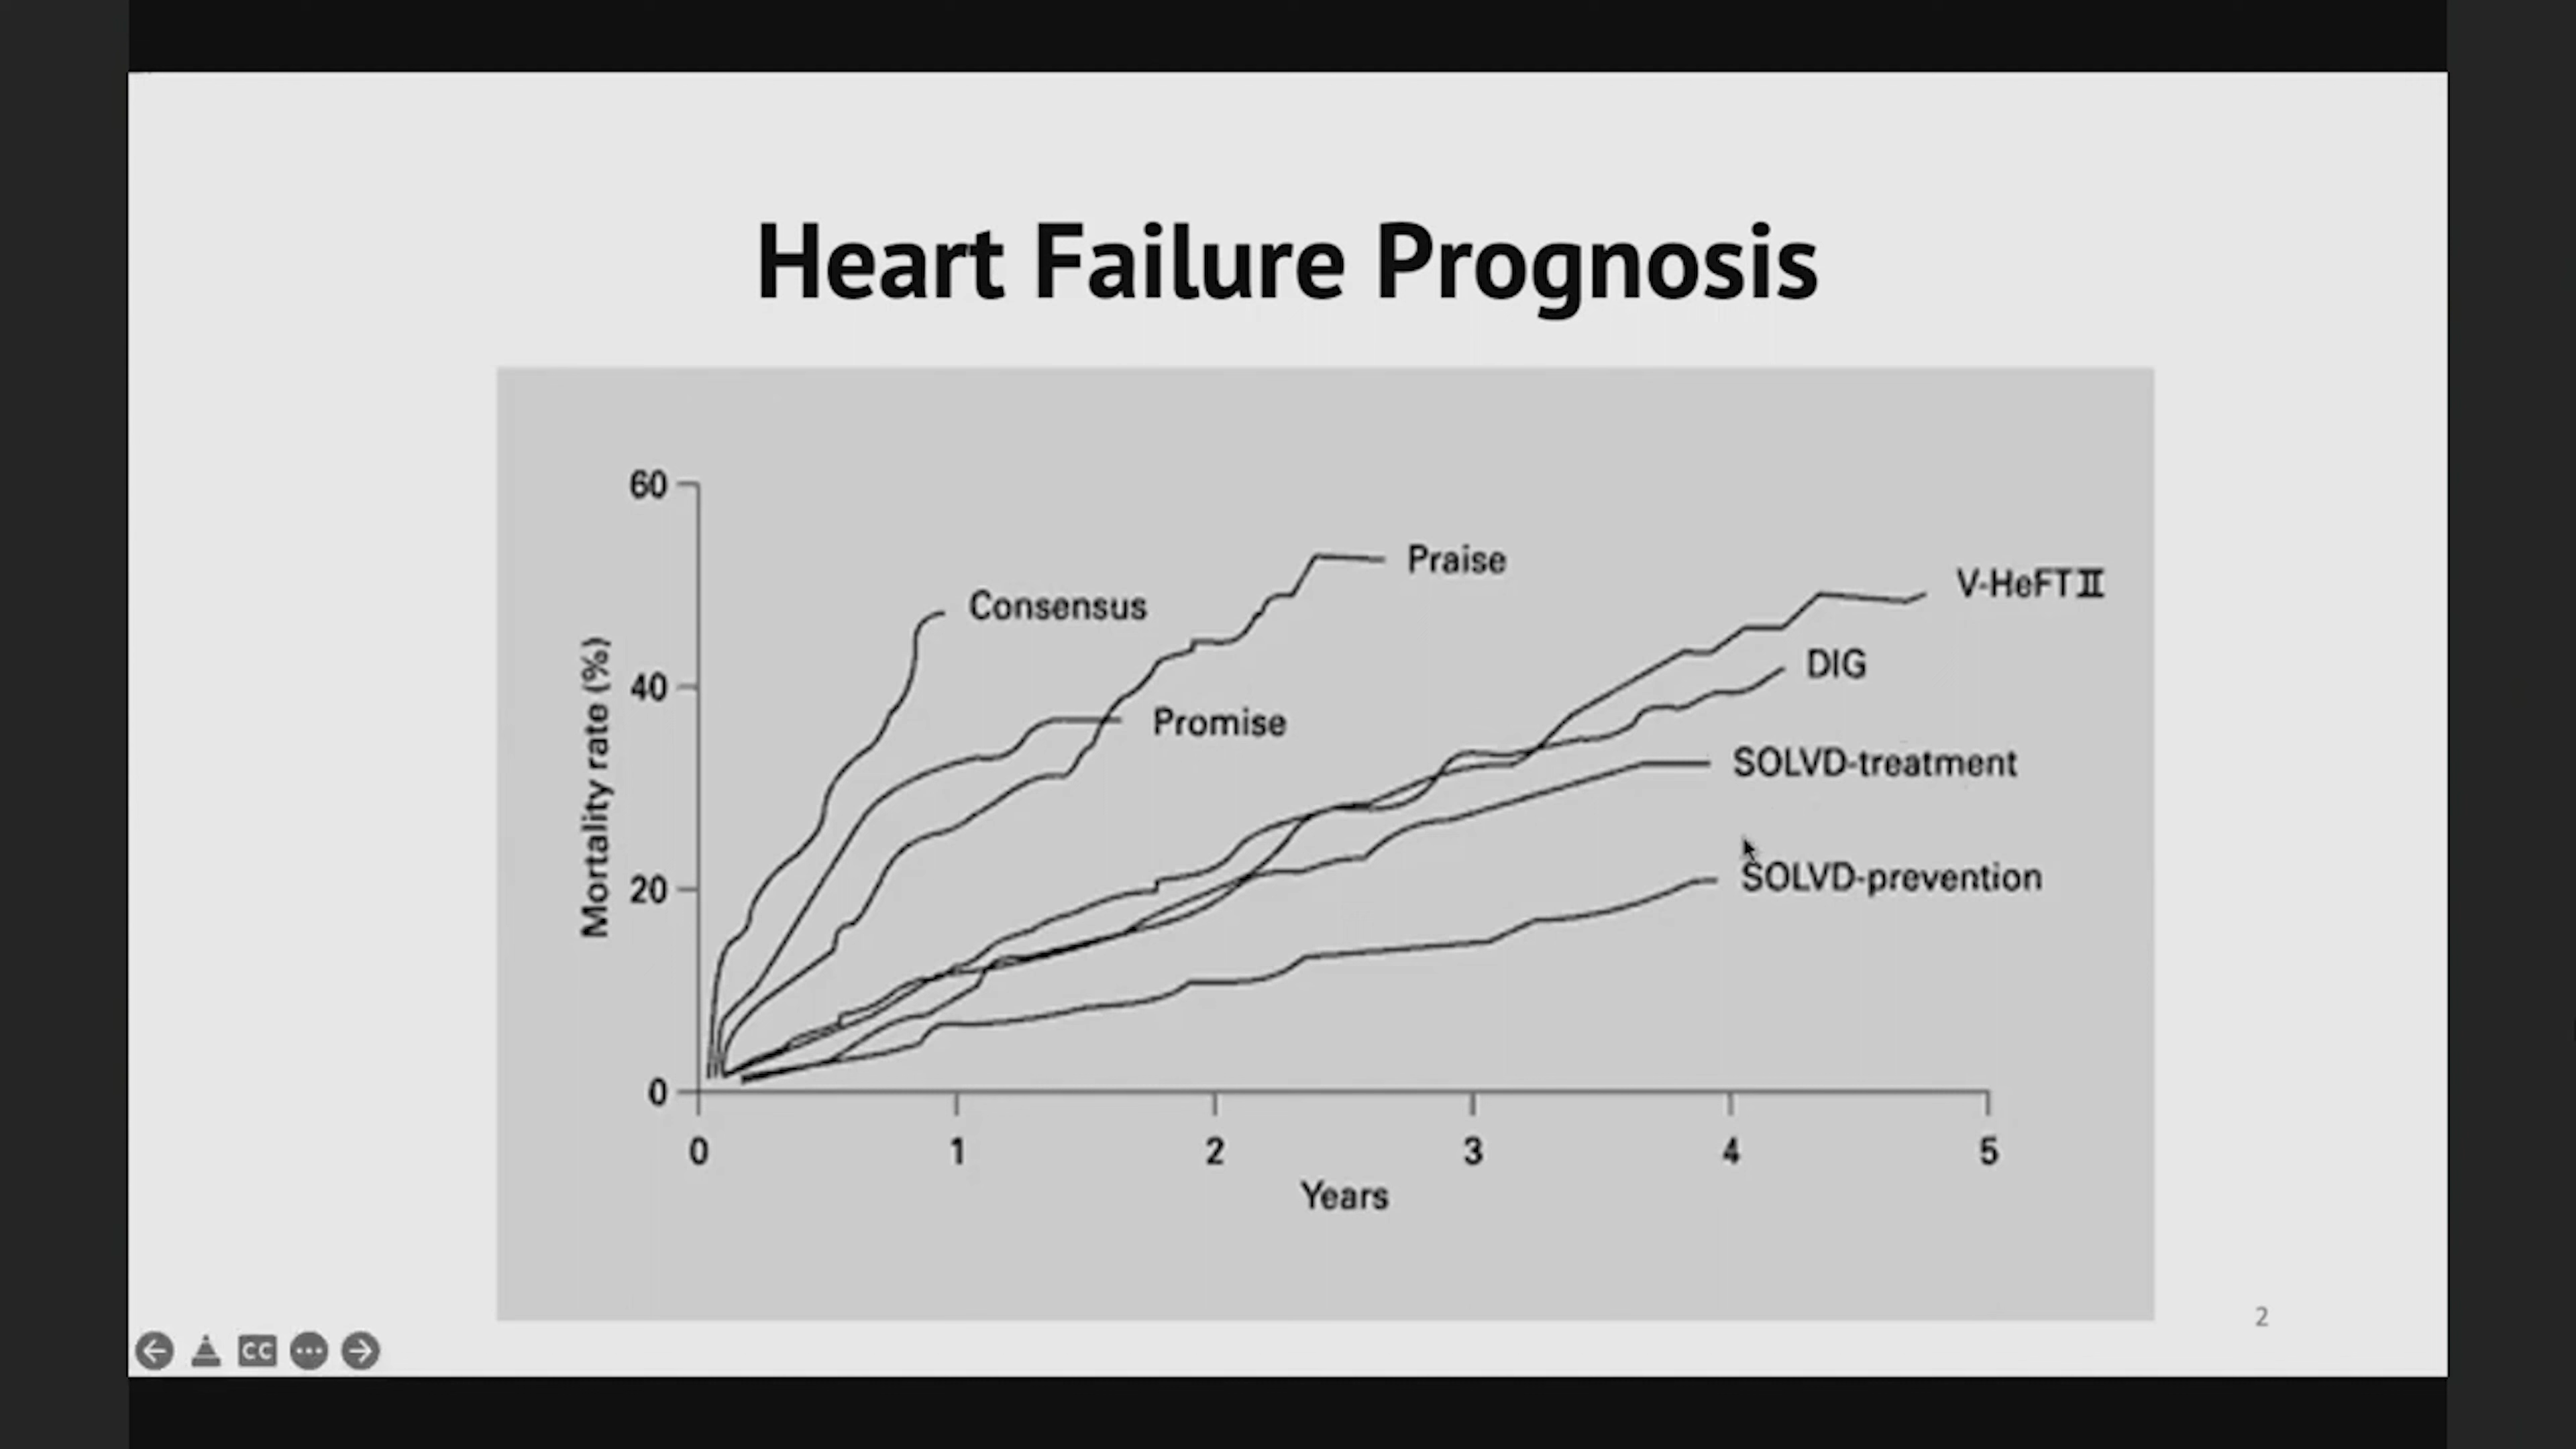 Heart Failure Prognosis
60
Praise
V-HeFT II
Consensus
DIG
40
Promise
SOLVD-treatment
Mortality rate (%)
SOLVD-prevention
20
0
0 1 2 3 4 5
Years
2
CC